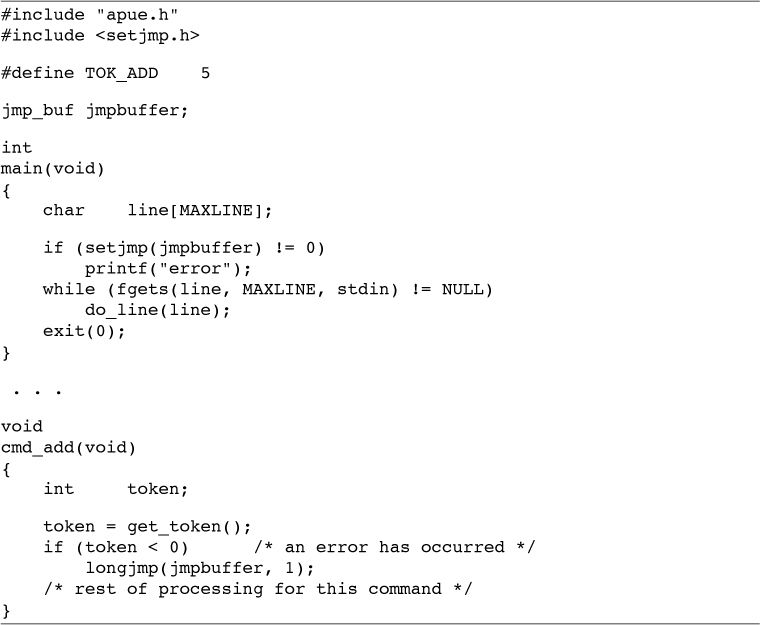 #include "apue.h"
#include <setjmp.h>

#define TOK_ADD    5

jmp_buf jmpbuffer;

int
main(void)
{
    char    line[MAXLINE];

    if (setjmp(jmpbuffer) != 0)
        printf("error");
    while (fgets(line, MAXLINE, stdin) != NULL)
        do_line(line);
    exit(0);
}

 . . .

void
cmd_add(void)
{
    int     token;

    token = get_token();
    if (token < 0)      /* an error has occurred */
        longjmp(jmpbuffer, 1);
    /* rest of processing for this command */
}